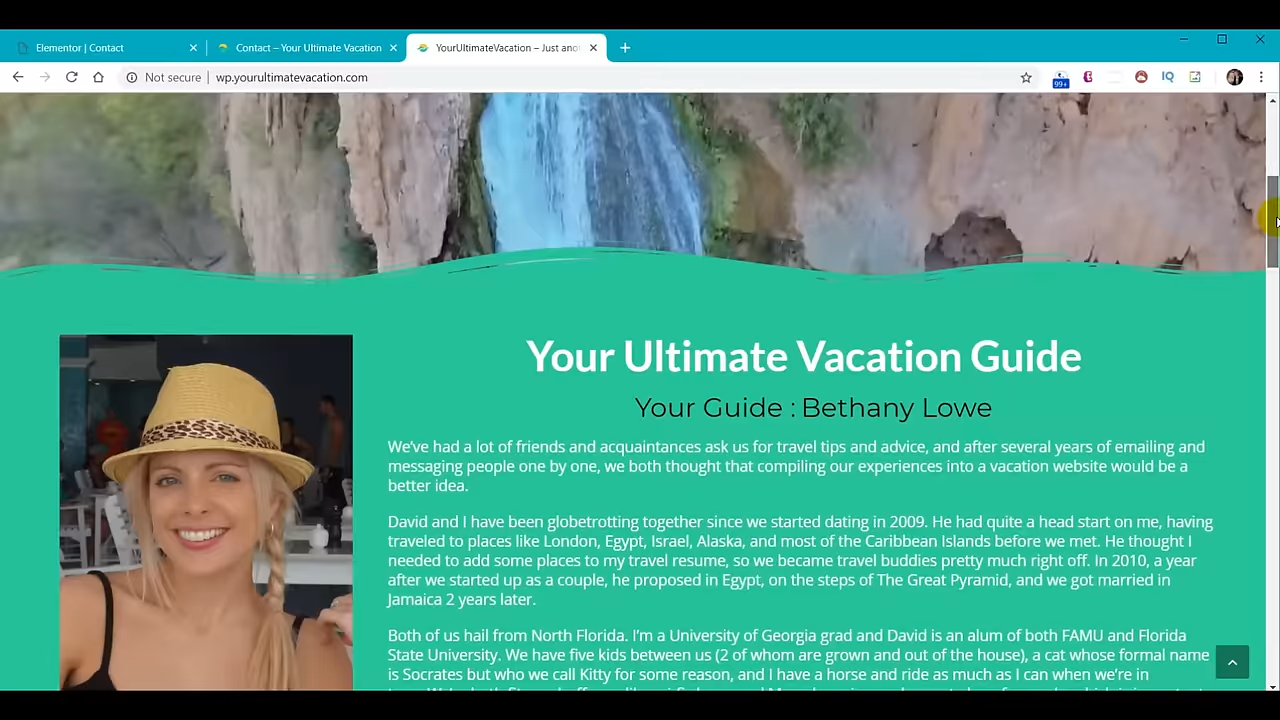 Elementor | Contact
Contact – Your Ultimate Vacation
YourUltimateVacation – Just ano
Not secure | wp.yourultimatevacation.com
99+
IQ
Your Ultimate Vacation Guide
Your Guide : Bethany Lowe
We've had a lot of friends and acquaintances ask us for travel tips and advice, and after several years of emailing and
messaging people one by one, we both thought that compiling our experiences into a vacation website would be a
better idea.
David and I have been globetrotting together since we started dating in 2009. He had quite a head start on me, having
traveled to places like London, Egypt, Israel, Alaska, and most of the Caribbean Islands before we met. He thought I
needed to add some places to my travel resume, so we became travel buddies pretty much right off. In 2010, a year
after we started up as a couple, he proposed in Egypt, on the steps of The Great Pyramid, and we got married in
Jamaica 2 years later.
Both of us hail from North Florida. I'm a University of Georgia grad and David is an alum of both FAMU and Florida
State University. We have five kids between us (2 of whom are grown and out of the house), a cat whose formal name
is Socrates but who we call Kitty for some reason, and I have a horse and ride as much as I can when we're in